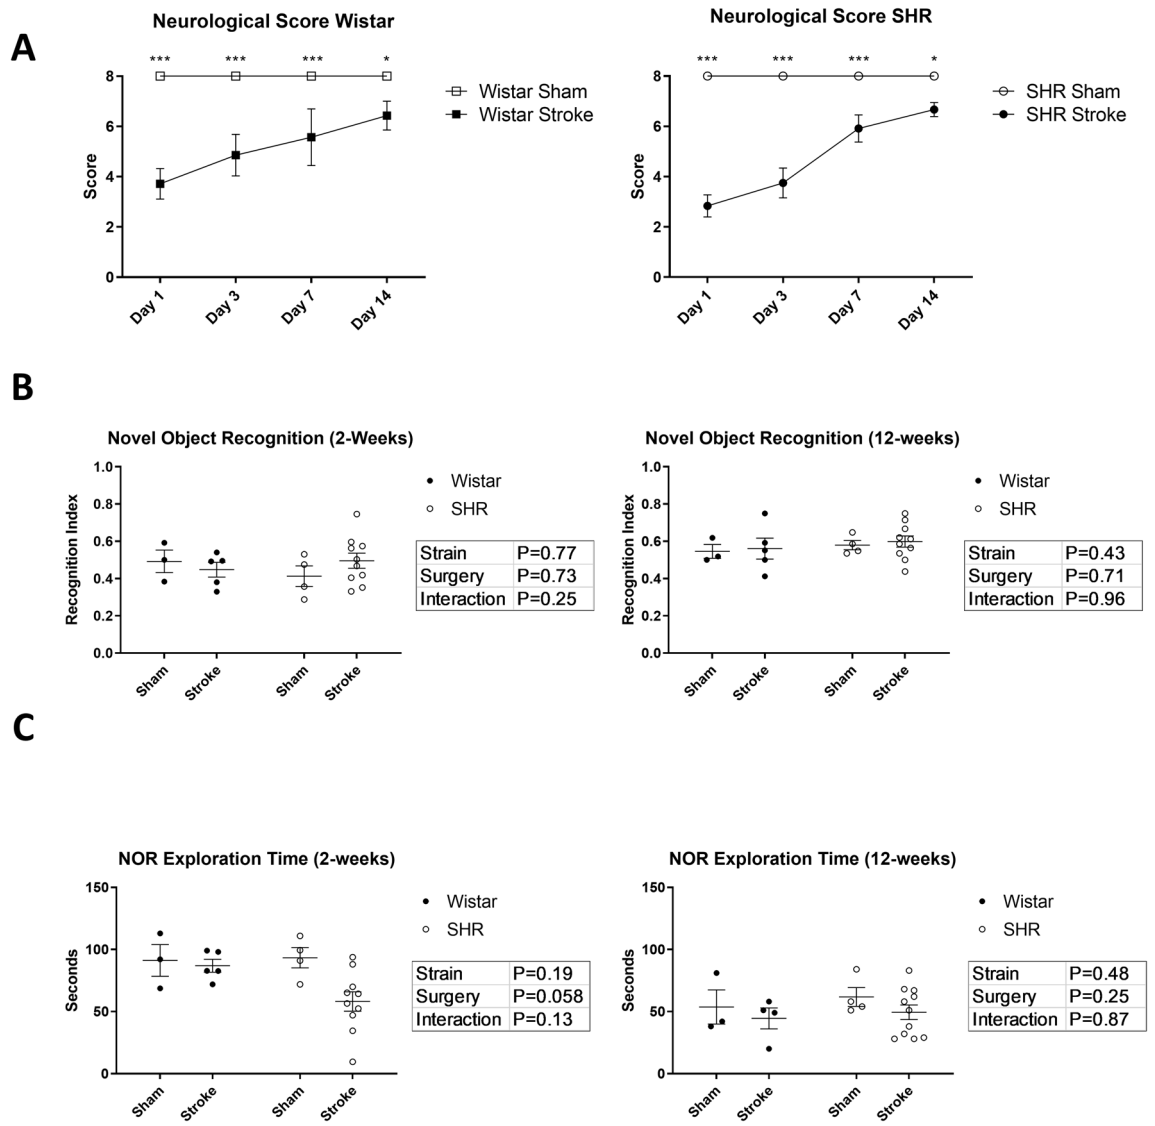 A
Neurological Score Wistar
*** *** *** *
8
6
4
2
0
Score
Day 1 Day 3 Day 7 Day 14
Wistar Sham
Wistar Stroke
Neurological Score SHR
*** *** *** *
8
6
4
2
0
Score
Day 1 Day 3 Day 7 Day 14
SHR Sham
SHR Stroke
B
Novel Object Recognition (2-Weeks)
1.0
0.8
0.6
0.4
0.2
0.0
Recognition Index
Sham Stroke Sham Stroke
Wistar
SHR
Strain P=0.77
Surgery P=0.73
Interaction P=0.25
Novel Object Recognition (12-weeks)
1.0
0.8
0.6
0.4
0.2
0.0
Recognition Index
Sham Stroke Sham Stroke
Wistar
SHR
Strain P=0.43
Surgery P=0.71
Interaction P=0.96
C
NOR Exploration Time (2-weeks)
150
100
50
0
Seconds
Sham Stroke Sham Stroke
Wistar
SHR
Strain P=0.19
Surgery P=0.058
Interaction P=0.13
NOR Exploration Time (12-weeks)
150
100
50
0
Seconds
Sham Stroke Sham Stroke
Wistar
SHR
Strain P=0.48
Surgery P=0.25
Interaction P=0.87